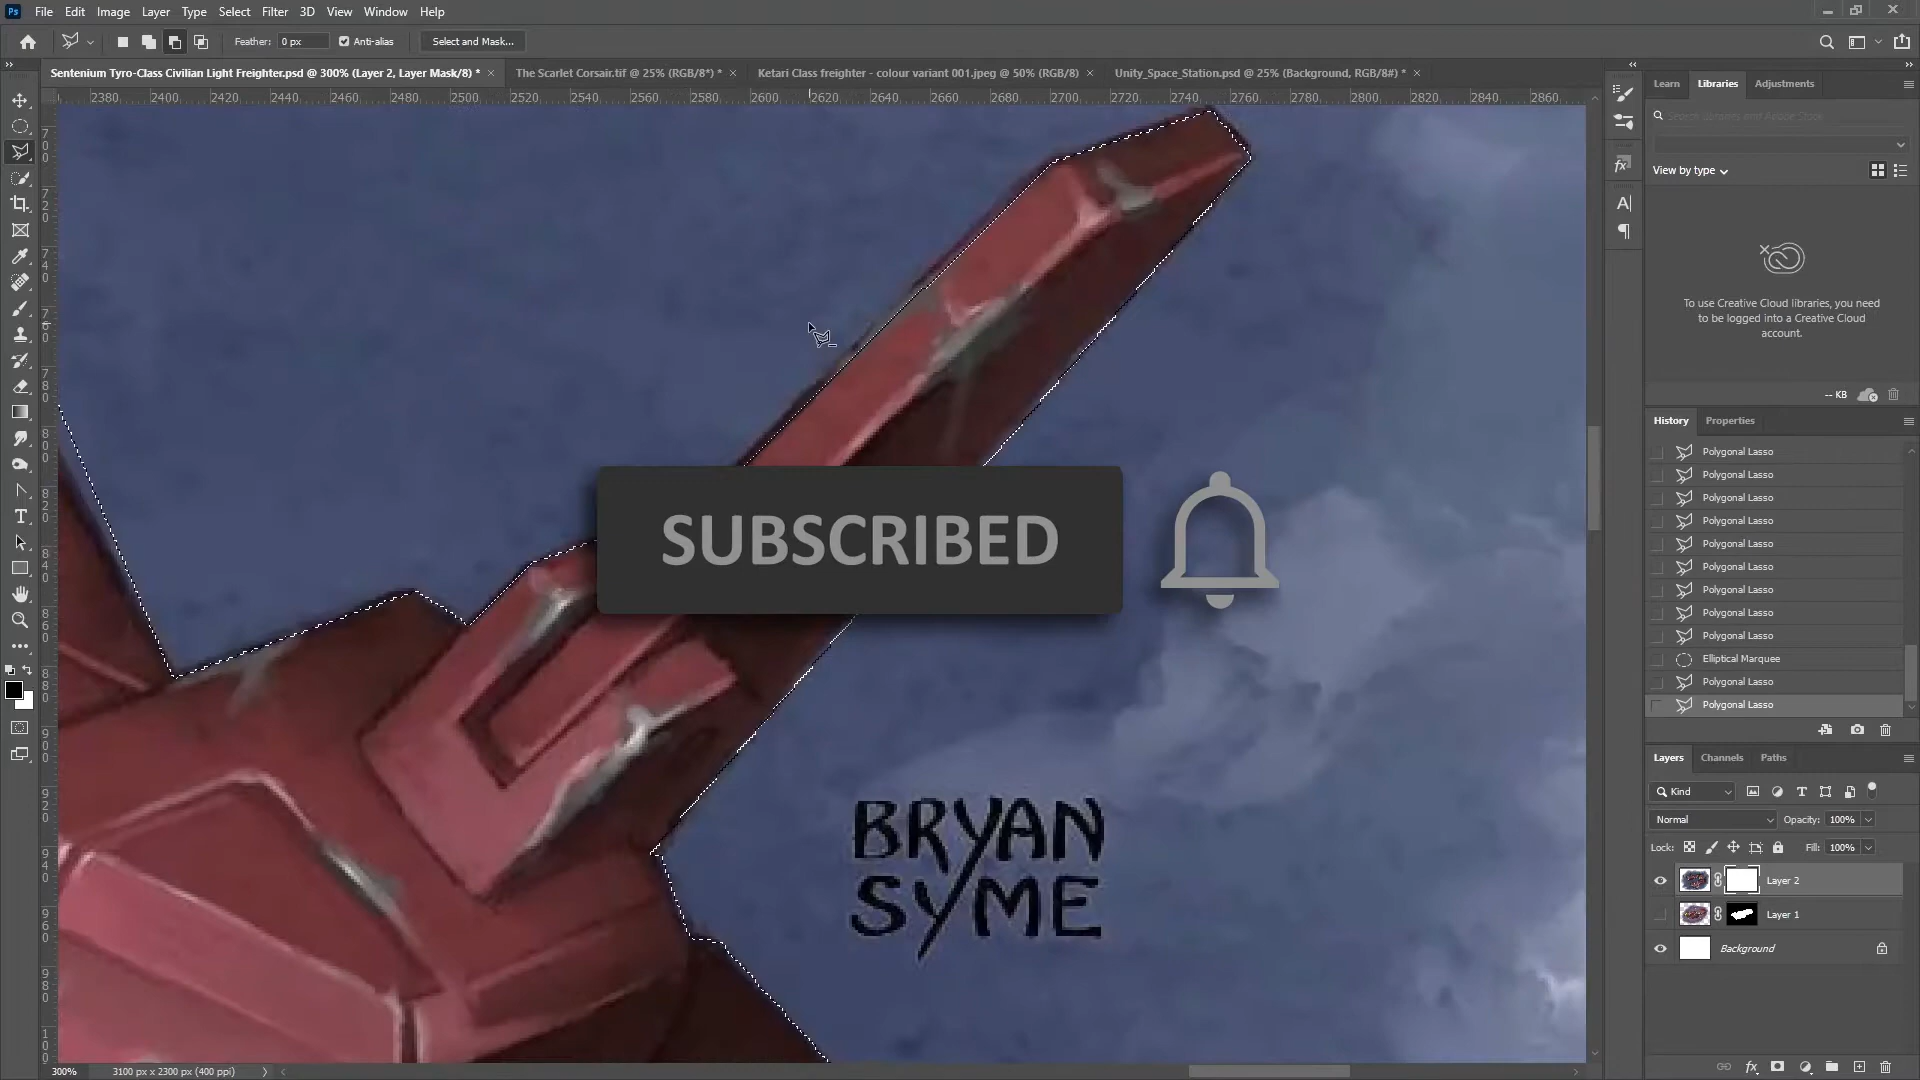 Ps File Edit Image Layer Type Select Filter 3D View Window Help
Feather: 0 px Anti-alias Select and Mask...
Sentenium Tyro-Class Civilian Light Freighter.psd @ 300% (Layer 2, Layer Mask/8) * × The Scarlet Corsair.tif @ 25% (RGB/8*) * × Ketari Class freighter - colour variant 001.jpeg @ 50% (RGB/8) × Unity_Space_Station.psd @ 25% (Background, RGB/8#) * ×
2380 2400 2420 2440 2460 2480 2500 2520 2540 2560 2580 2600 2620 2640 2660 2680 2700 2720 2740 2760 2780 2800 2820 2840 2860
Learn Libraries Adjustments
Search libraries and Adobe Stock
View by type
To use Creative Cloud libraries, you need
to be logged into a Creative Cloud
account.
-- KB
History Properties
Polygonal Lasso
Polygonal Lasso
Polygonal Lasso
Polygonal Lasso
Polygonal Lasso
Polygonal Lasso
Polygonal Lasso
Polygonal Lasso
Polygonal Lasso
Elliptical Marquee
Polygonal Lasso
Polygonal Lasso
SUBSCRIBED
BRYAN
SYME
Layers Channels Paths
Kind
Normal Opacity: 100%
Lock: Fill: 100%
Layer 2
Layer 1
Background
300% 3100 px x 2300 px (400 ppi)